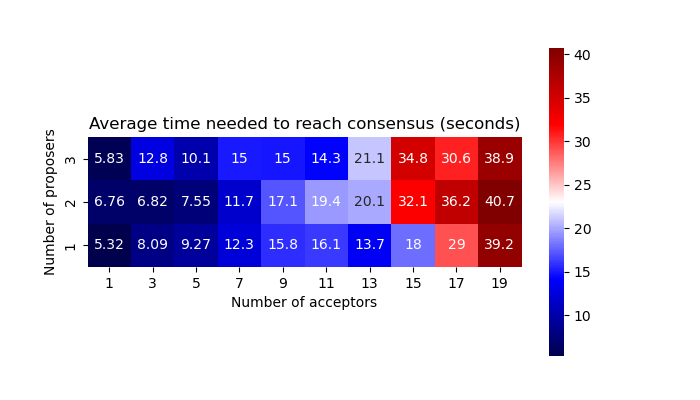 Average time needed to reach consensus (seconds)
Number of proposers
3 5.83 12.8 10.1 15 15 14.3 21.1 34.8 30.6 38.9
2 6.76 6.82 7.55 11.7 17.1 19.4 20.1 32.1 36.2 40.7
1 5.32 8.09 9.27 12.3 15.8 16.1 13.7 18 29 39.2
1 3 5 7 9 11 13 15 17 19
Number of acceptors
40
35
30
25
20
15
10